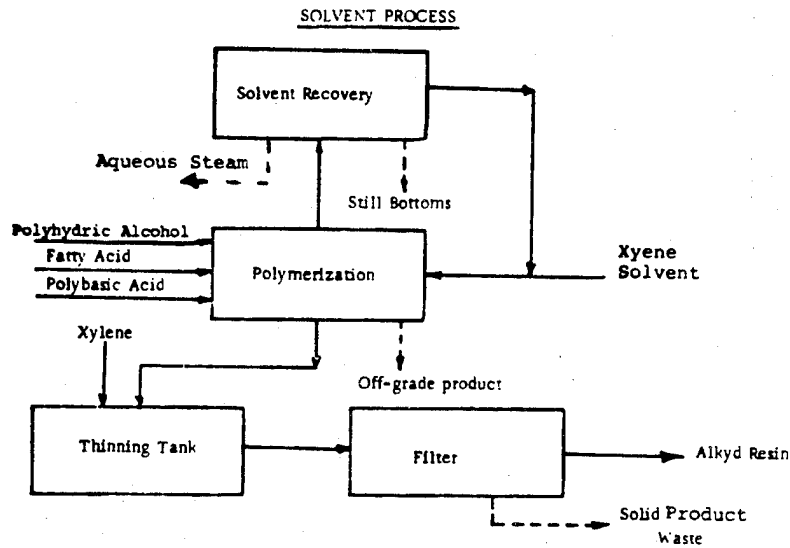 SOLVENT PROCESS
Solvent Recovery
Aqueous Steam
Still Bottoms
Polyhydric Alcohol
Fatty Acid
Polybasic Acid
Polymerization
Xyene
Solvent
Xylene
Off-grade product
Thinning Tank
Filter
Alkyd Resin
Solid Product
Waste